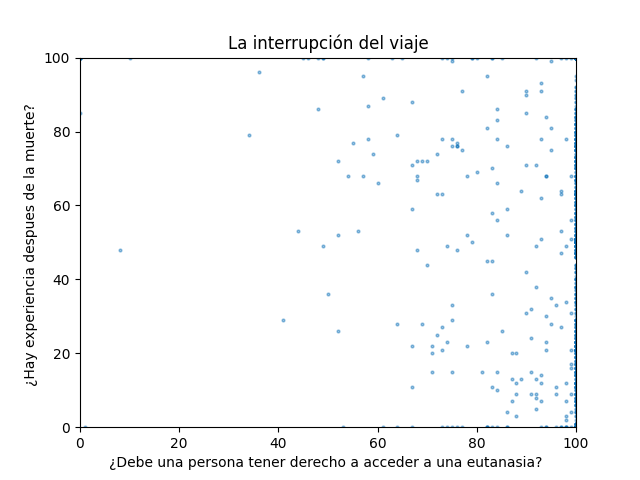 La interrupción del viaje
100
80
60
40
20
0
¿Hay experiencia despues de la muerte?
0 20 40 60 80 100
¿Debe una persona tener derecho a acceder a una eutanasia?